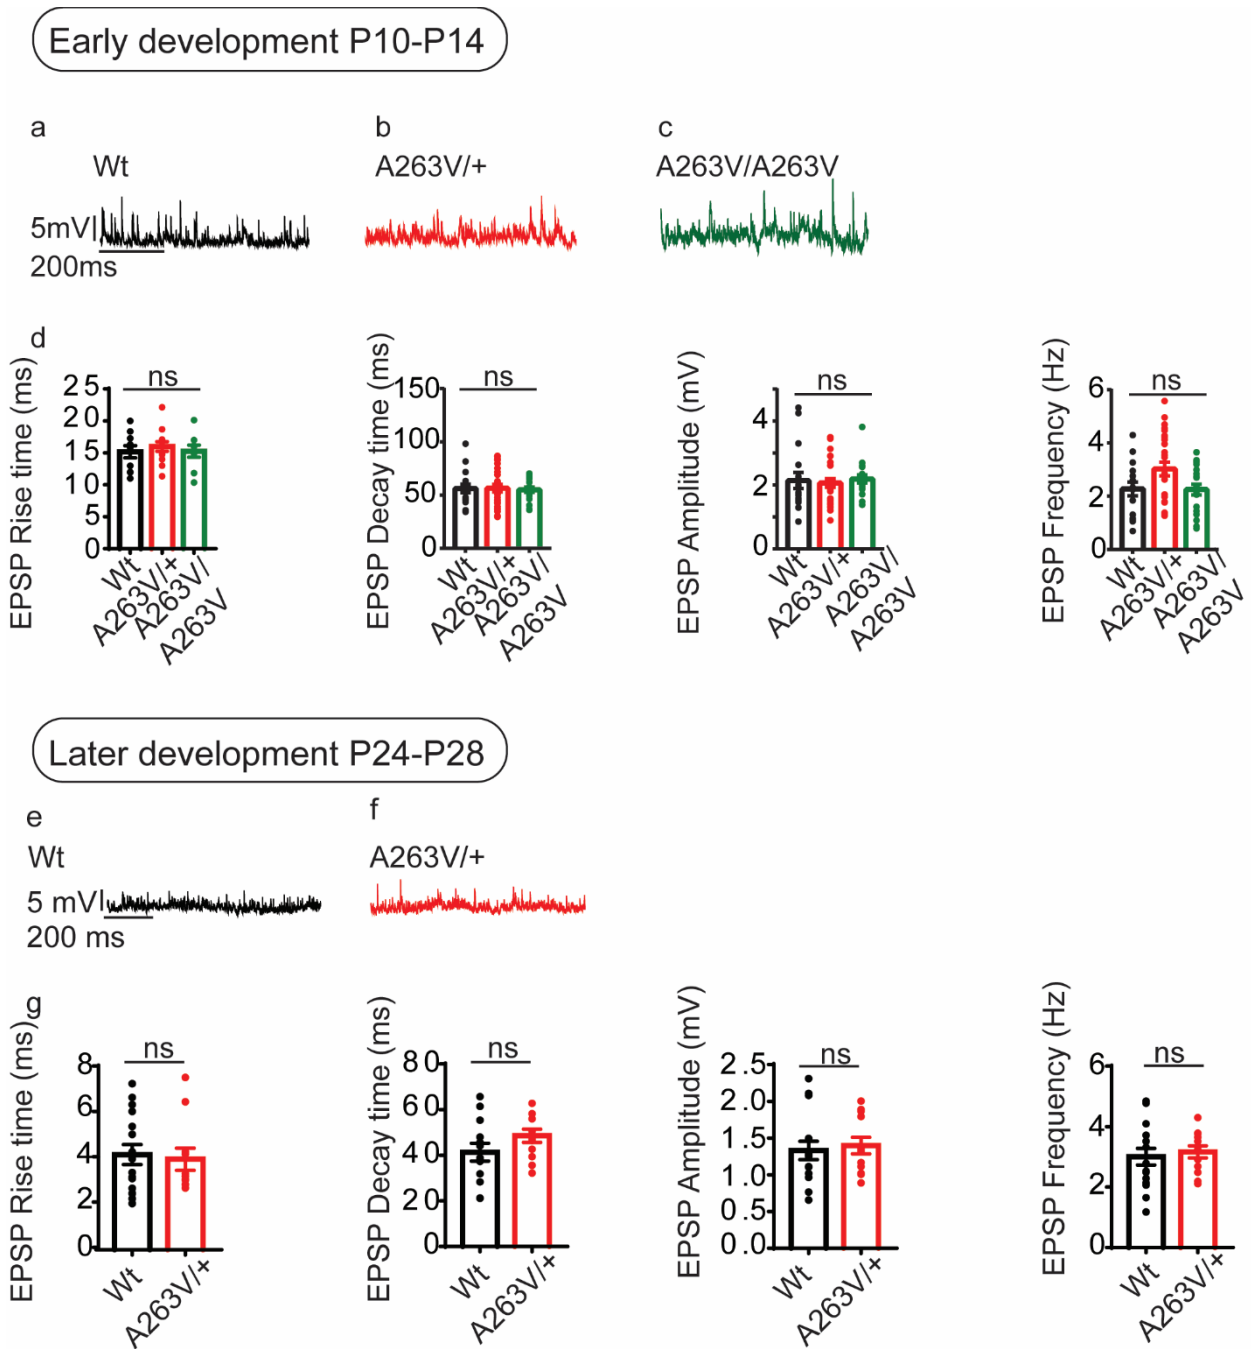 Early development P10-P14
a
b
c
Wt
A263V/+
A263V/A263V
5mV
200ms
d
EPSP Rise time (ms)
25
20
15
10
5
0
ns
Wt
A263V/+
A263V/
A263V
EPSP Decay time (ms)
150
100
50
0
ns
Wt
A263V/+
A263V/
A263V
EPSP Amplitude (mV)
4
2
0
ns
Wt
A263V/+
A263V/
A263V
EPSP Frequency (Hz)
6
4
2
0
ns
Wt
A263V/+
A263V/
A263V
Later development P24-P28
e
f
Wt
A263V/+
5 mV
200 ms
g
EPSP Rise time (ms)
8
6
4
2
0
ns
Wt
A263V/+
EPSP Decay time (ms)
80
60
40
20
0
ns
Wt
A263V/+
EPSP Amplitude (mV)
2.5
2.0
1.5
1.0
0.5
0.0
ns
Wt
A263V/+
EPSP Frequency (Hz)
6
4
2
0
ns
Wt
A263V/+